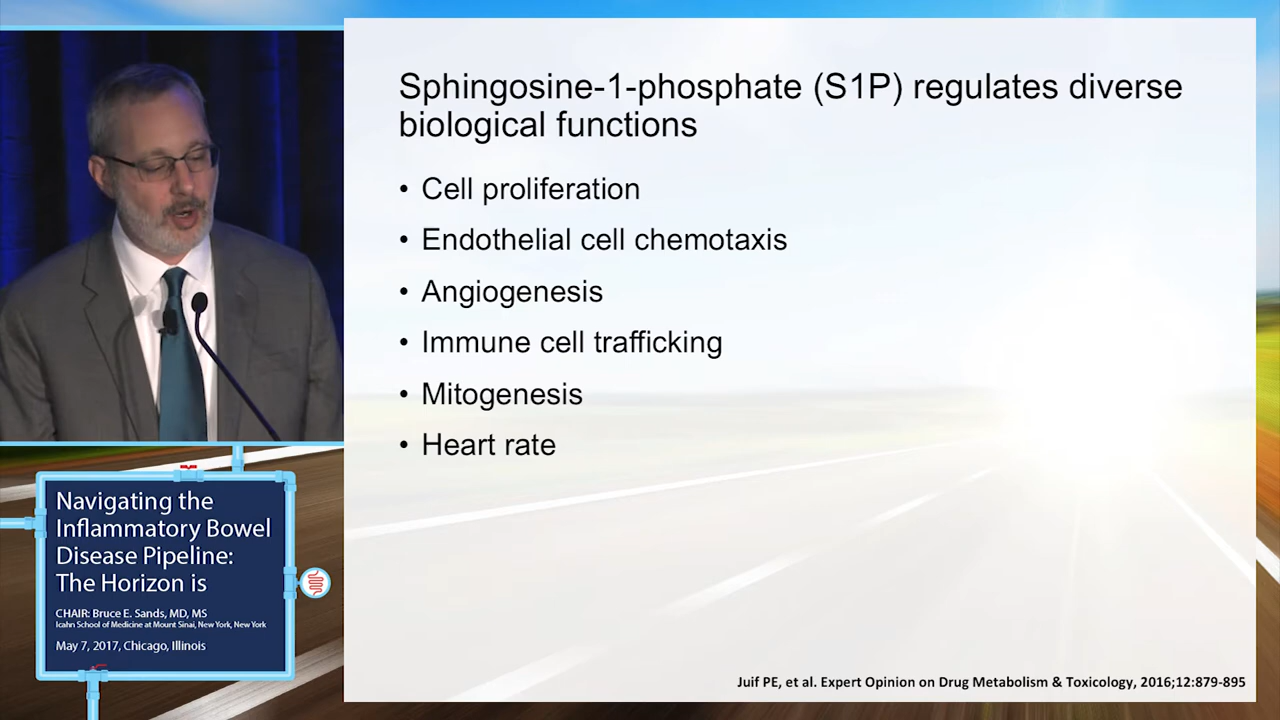 Sphingosine-1-phosphate (S1P) regulates diverse
biological functions
• Cell proliferation
• Endothelial cell chemotaxis
• Angiogenesis
• Immune cell trafficking
• Mitogenesis
• Heart rate
Juif PE, et al. Expert Opinion on Drug Metabolism & Toxicology, 2016;12:879-895
Navigating the
Inflammatory Bowel
Disease Pipeline:
The Horizon is
CHAIR: Bruce E. Sands, MD, MS
Icahn School of Medicine at Mount Sinai, New York, New York
May 7, 2017, Chicago, Illinois